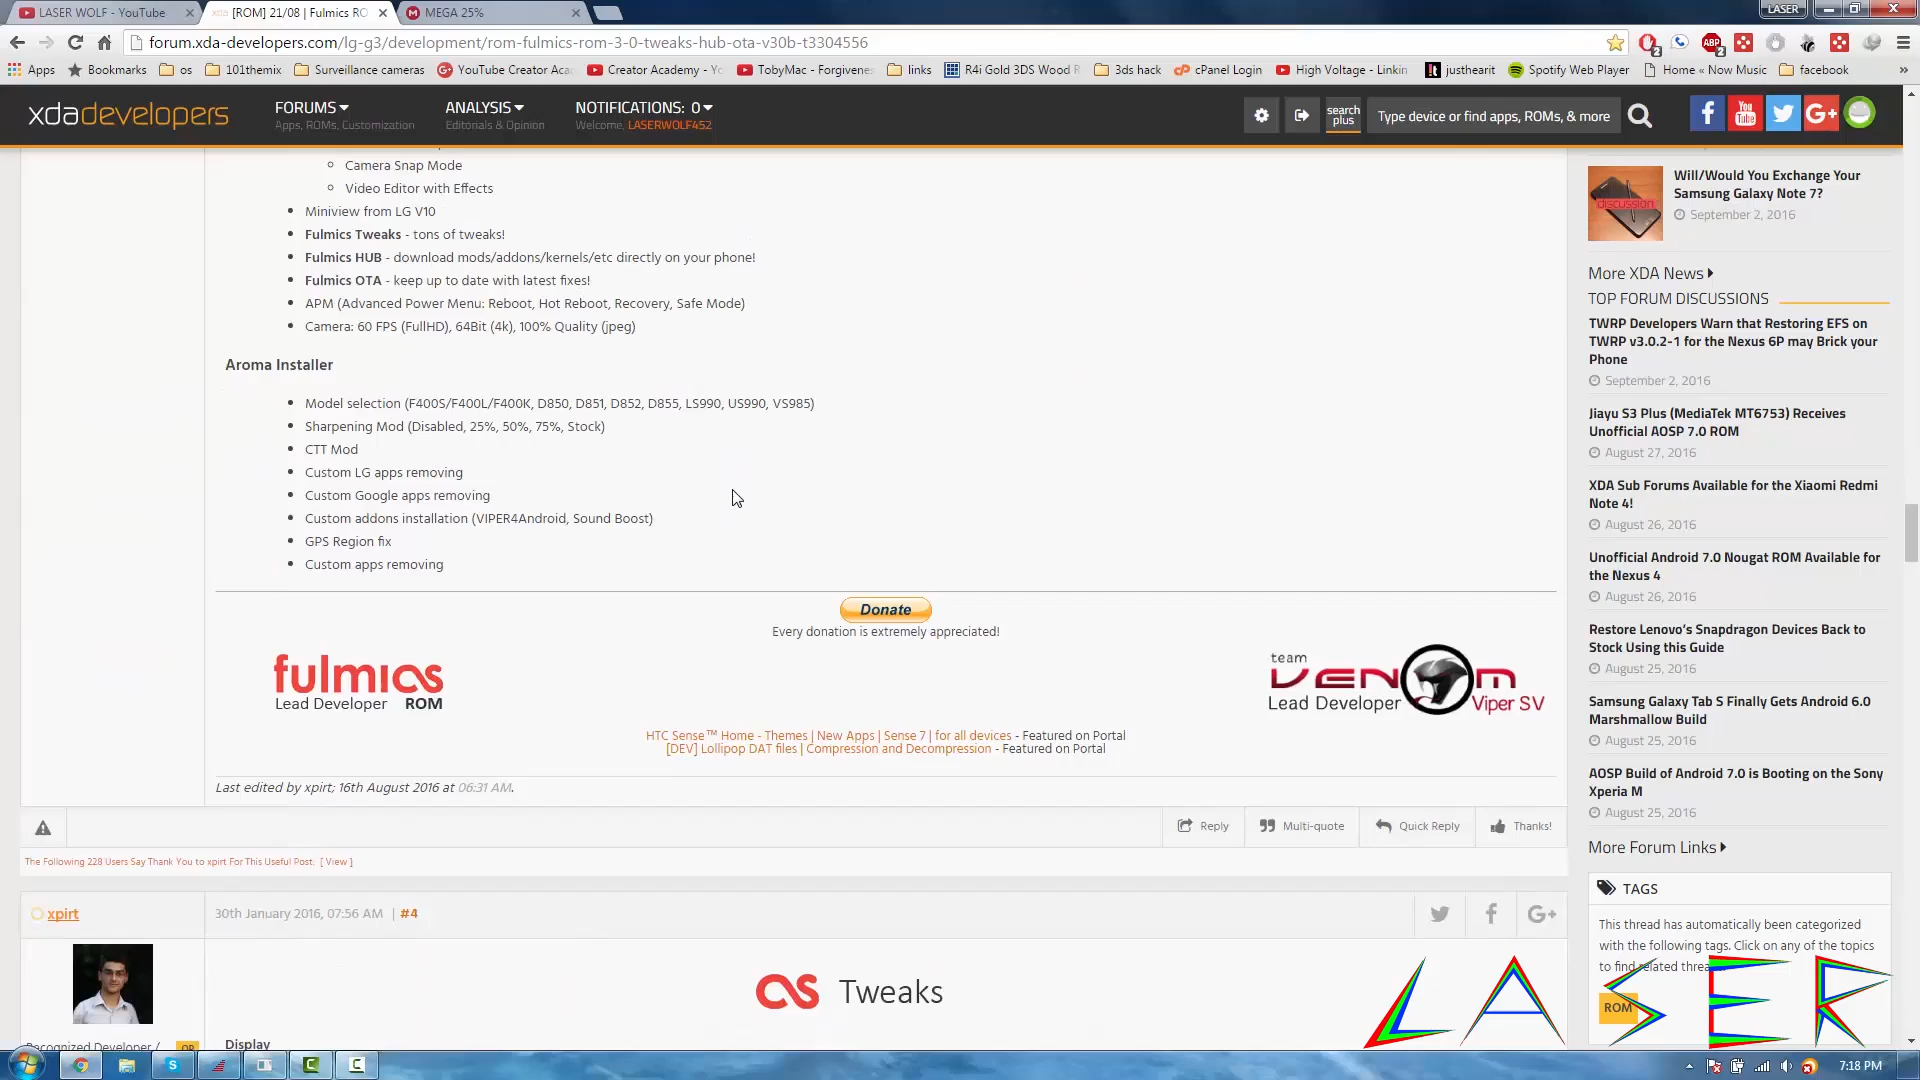 LASER WOLF - YouTube
[ROM] 21/08 | Fulmics RO
MEGA 25%
LASER
forum.xda-developers.com/lg-g3/development/rom-fulmics-rom-3-0-tweaks-hub-ota-v30b-t3304556
Apps
Bookmarks
os
101themix
Surveillance cameras
YouTube Creator Aca
Creator Academy - Yo
TobyMac - Forgivene
links
R4i Gold 3DS Wood R
3ds hack
cPanel Login
High Voltage - Linkin
justhearit
Spotify Web Player
Home « Now Music
facebook
xdadevelopers
FORUMS
Apps, ROMs, Customization
ANALYSIS
Editorials & Opinion
NOTIFICATIONS: 0
Welcome, LASERWOLF452
search plus
Type device or find apps, ROMs, & more
Camera Snap Mode
Video Editor with Effects
Miniview from LG V10
Fulmics Tweaks - tons of tweaks!
Fulmics HUB - download mods/addons/kernels/etc directly on your phone!
Fulmics OTA - keep up to date with latest fixes!
APM (Advanced Power Menu: Reboot, Hot Reboot, Recovery, Safe Mode)
Camera: 60 FPS (FullHD), 64Bit (4k), 100% Quality (jpeg)
Aroma Installer
Model selection (F400S/F400L/F400K, D850, D851, D852, D855, LS990, US990, VS985)
Sharpening Mod (Disabled, 25%, 50%, 75%, Stock)
CTT Mod
Custom LG apps removing
Custom Google apps removing
Custom addons installation (VIPER4Android, Sound Boost)
GPS Region fix
Custom apps removing
Donate
Every donation is extremely appreciated!
fulmics
Lead Developer ROM
team
VENOM
Lead Developer Viper SV
HTC Sense™ Home - Themes | New Apps | Sense 7 | for all devices - Featured on Portal
[DEV] Lollipop DAT files | Compression and Decompression - Featured on Portal
Last edited by xpirt; 16th August 2016 at 06:31 AM.
Reply
Multi-quote
Quick Reply
Thanks!
The Following 228 Users Say Thank You to xpirt For This Useful Post: [ View ]
xpirt
30th January 2016, 07:56 AM | #4
Tweaks
Recognized Developer /
OP
Display
Will/Would You Exchange Your
Samsung Galaxy Note 7?
September 2, 2016
discussion
More XDA News
TOP FORUM DISCUSSIONS
TWRP Developers Warn that Restoring EFS on
TWRP v3.0.2-1 for the Nexus 6P may Brick your
Phone
September 2, 2016
Jiayu S3 Plus (MediaTek MT6753) Receives
Unofficial AOSP 7.0 ROM
August 27, 2016
XDA Sub Forums Available for the Xiaomi Redmi
Note 4!
August 26, 2016
Unofficial Android 7.0 Nougat ROM Available for
the Nexus 4
August 26, 2016
Restore Lenovo's Snapdragon Devices Back to
Stock Using this Guide
August 25, 2016
Samsung Galaxy Tab S Finally Gets Android 6.0
Marshmallow Build
August 25, 2016
AOSP Build of Android 7.0 is Booting on the Sony
Xperia M
August 25, 2016
More Forum Links
TAGS
This thread has automatically been categorized
with the following tags. Click on any of the topics
to find related
ROM
LASER
7:18 PM